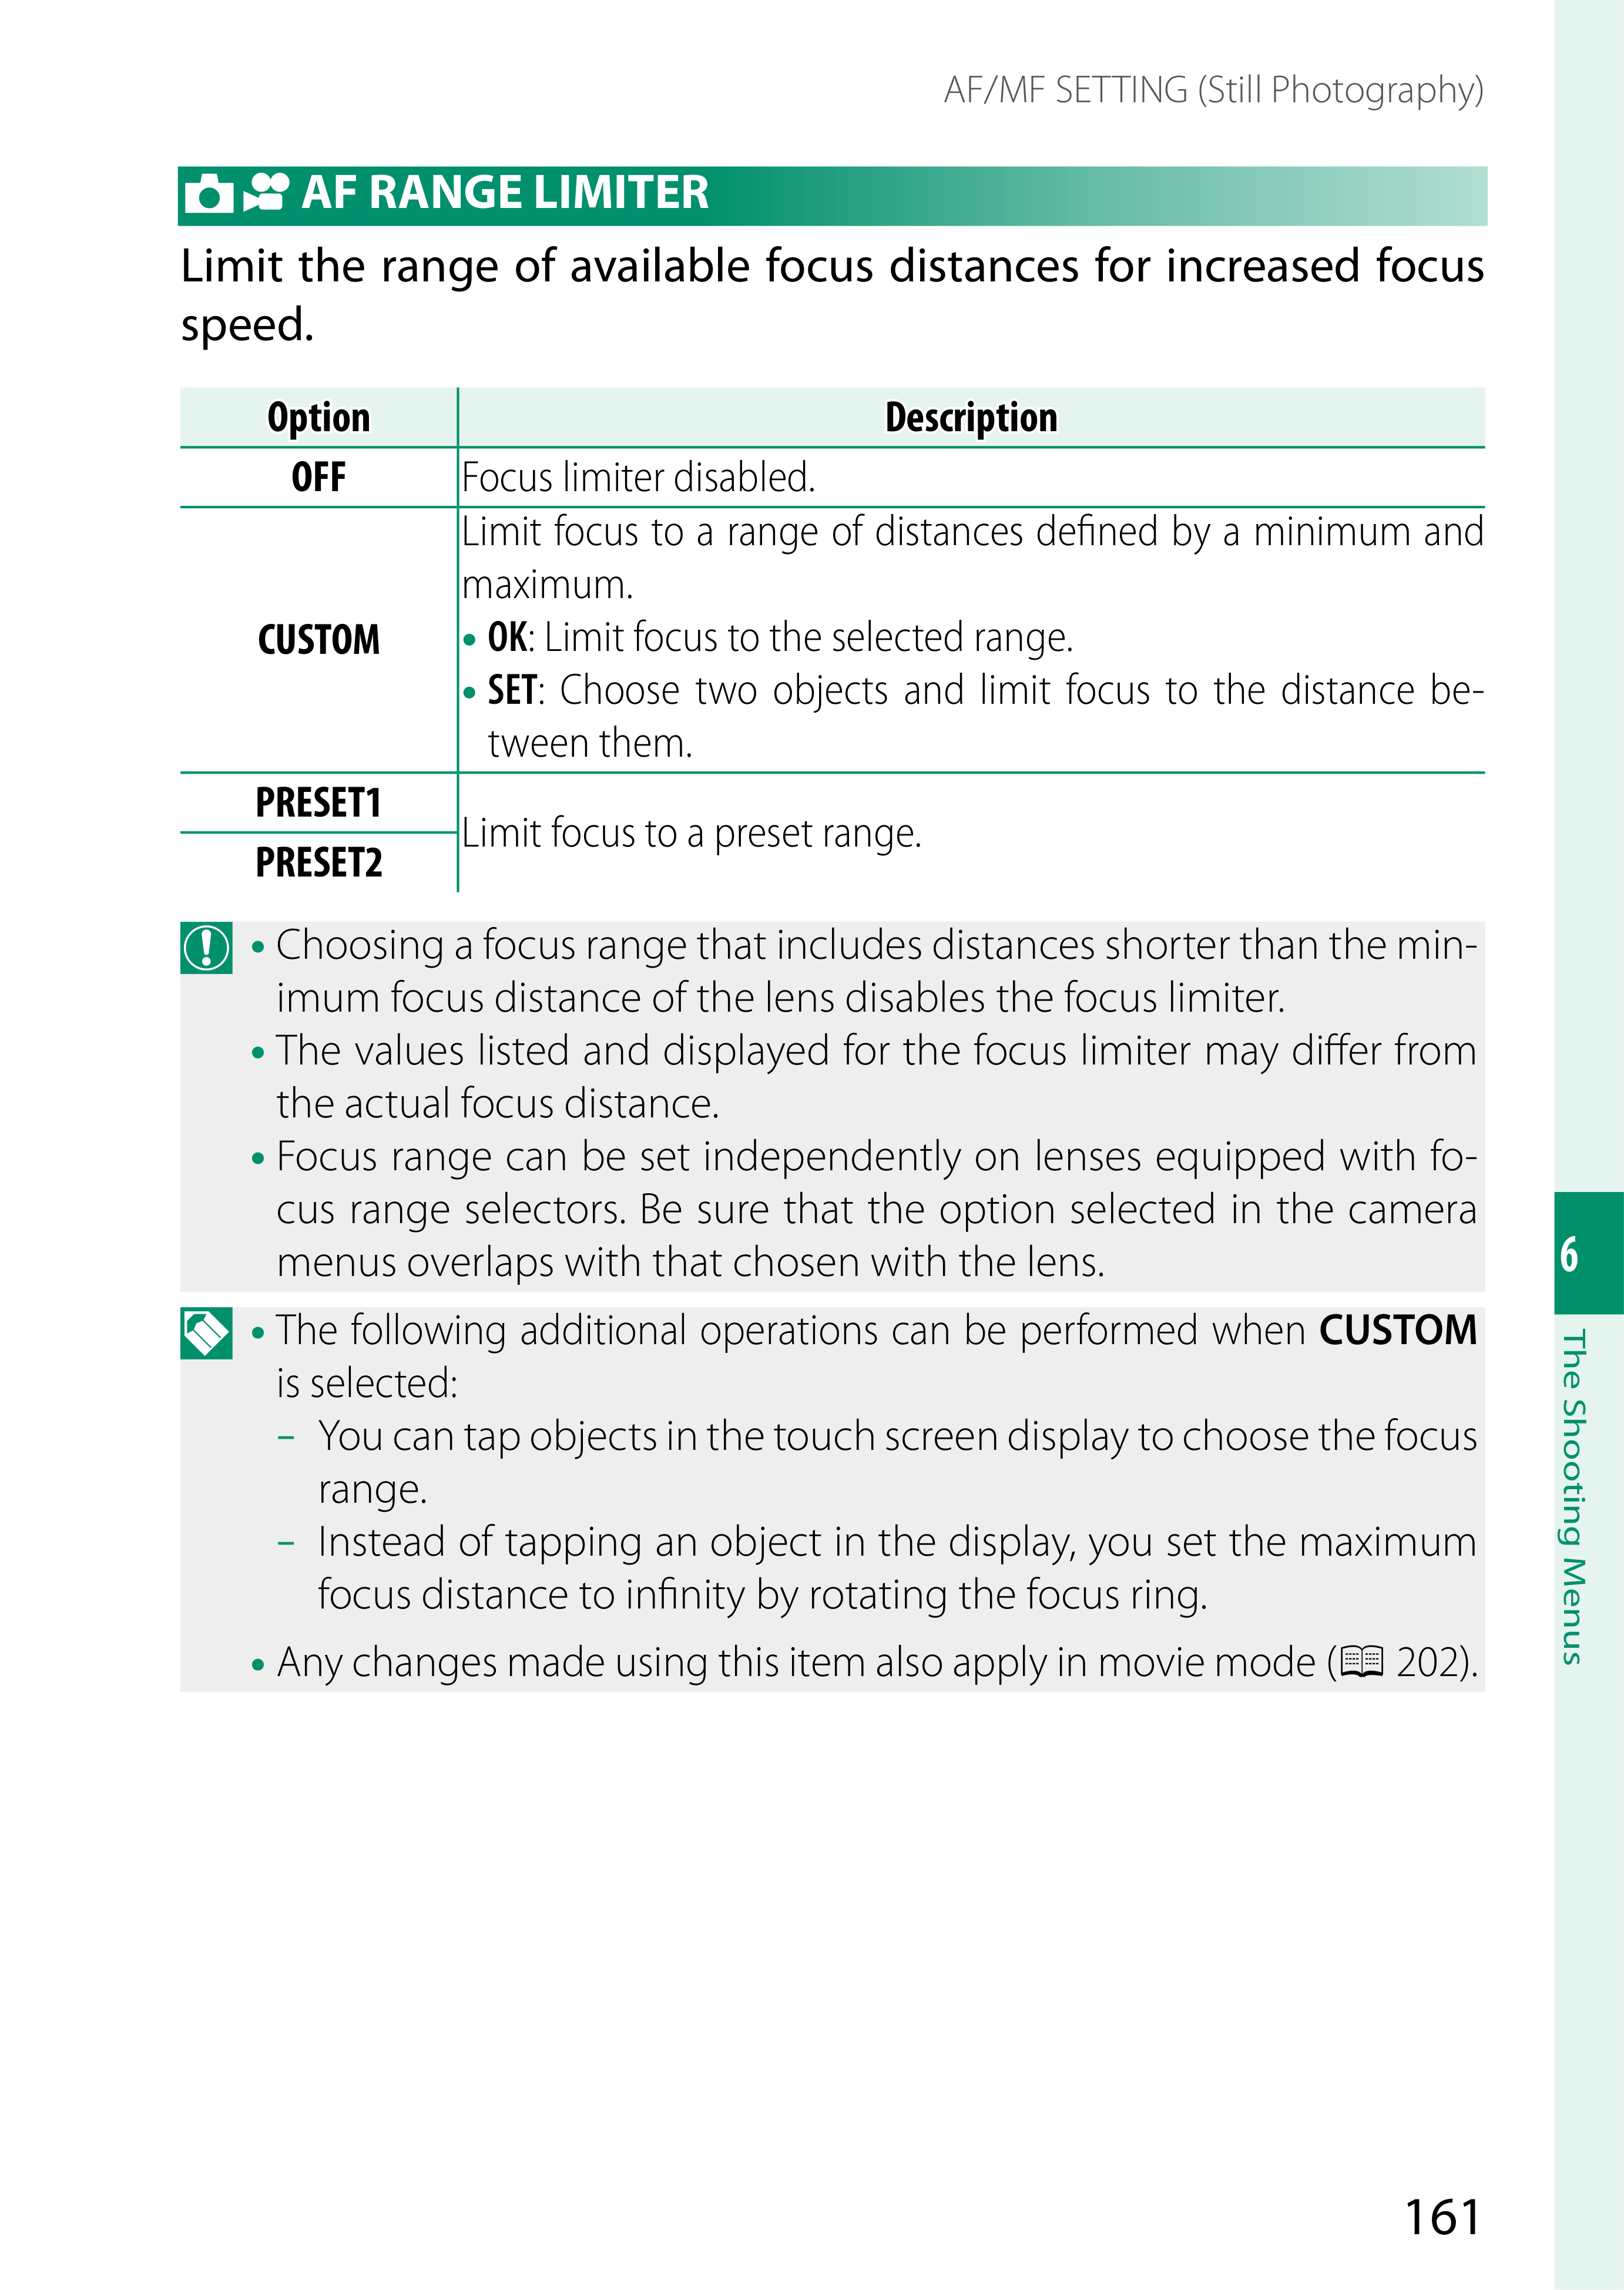 AF/MF SETTING (Still Photography)
AF RANGE LIMITER
Limit the range of available focus distances for increased focus
speed.
Option
Description
OFF
Focus limiter disabled.
CUSTOM
Limit focus to a range of distances defined by a minimum and
maximum.
• OK: Limit focus to the selected range.
• SET: Choose two objects and limit focus to the distance be-
tween them.
PRESET1
PRESET2
Limit focus to a preset range.
• Choosing a focus range that includes distances shorter than the min-
imum focus distance of the lens disables the focus limiter.
• The values listed and displayed for the focus limiter may differ from
the actual focus distance.
• Focus range can be set independently on lenses equipped with fo-
cus range selectors. Be sure that the option selected in the camera
menus overlaps with that chosen with the lens.
• The following additional operations can be performed when CUSTOM
is selected:
– You can tap objects in the touch screen display to choose the focus
range.
– Instead of tapping an object in the display, you set the maximum
focus distance to infinity by rotating the focus ring.
• Any changes made using this item also apply in movie mode (202).
6
The Shooting Menus
161